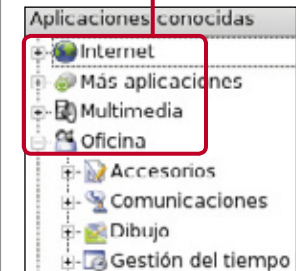 Aplicaciones conocidas
Internet
Más aplicaciones
Multimedia
Oficina
Accesorios
Comunicaciones
Dibujo
Gestión del tiempo